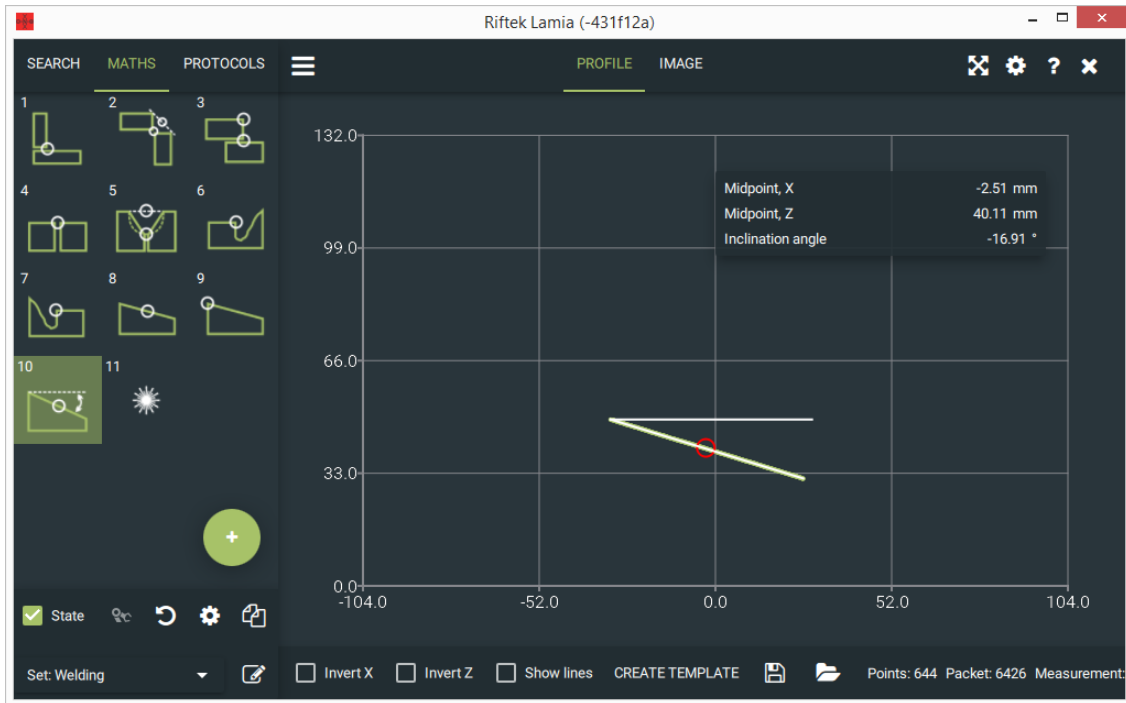 Riftek Lamia (-431f12a)
SEARCH MATHS PROTOCOLS
PROFILE IMAGE
?
1 2 3
4 5 6
7 8 9
10 11
132.0
99.0
66.0
33.0
0.0
-104.0 -52.0 0.0 52.0 104.0
Midpoint, X -2.51 mm
Midpoint, Z 40.11 mm
Inclination angle -16.91 °
+
State
Set: Welding
Invert X Invert Z Show lines CREATE TEMPLATE Points: 644 Packet: 6426 Measurement: